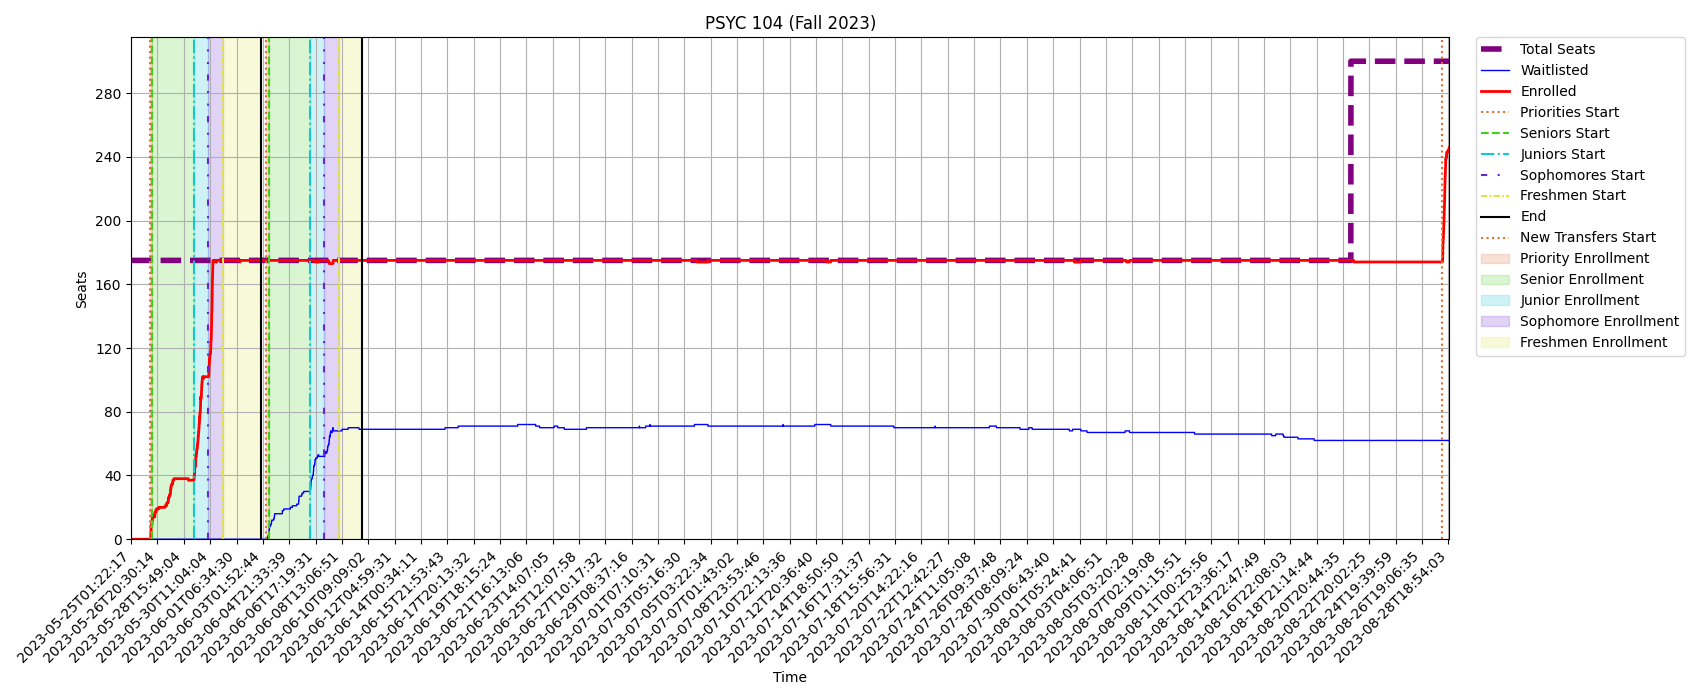 PSYC 104 (Fall 2023)
Seats
280
240
200
160
120
80
40
0
2023-05-25T01:22:17
2023-05-26T20:30:14
2023-05-28T15:49:04
2023-05-30T11:04:04
2023-06-01T06:34:30
2023-06-03T01:52:44
2023-06-04T21:33:39
2023-06-06T17:19:31
2023-06-08T13:06:51
2023-06-10T09:09:02
2023-06-12T04:59:31
2023-06-14T00:34:11
2023-06-15T21:53:43
2023-06-17T20:13:32
2023-06-19T18:15:24
2023-06-21T16:13:06
2023-06-23T14:07:05
2023-06-25T12:07:58
2023-06-27T10:17:32
2023-06-29T08:37:16
2023-07-01T07:10:31
2023-07-03T05:16:30
2023-07-05T03:22:34
2023-07-07T01:43:02
2023-07-08T23:53:46
2023-07-10T22:13:36
2023-07-12T20:36:40
2023-07-14T18:50:50
2023-07-16T17:31:37
2023-07-18T15:56:31
2023-07-20T14:22:16
2023-07-22T12:42:27
2023-07-24T11:05:08
2023-07-26T09:37:48
2023-07-28T08:09:24
2023-07-30T06:43:40
2023-08-01T05:24:41
2023-08-03T04:06:51
2023-08-05T03:20:28
2023-08-07T02:19:08
2023-08-09T01:15:51
2023-08-11T00:25:56
2023-08-12T23:36:17
2023-08-14T22:47:49
2023-08-16T22:08:03
2023-08-18T21:14:44
2023-08-20T20:44:35
2023-08-22T20:02:25
2023-08-24T19:39:59
2023-08-26T19:06:35
2023-08-28T18:54:03
Time
Total Seats
Waitlisted
Enrolled
Priorities Start
Seniors Start
Juniors Start
Sophomores Start
Freshmen Start
End
New Transfers Start
Priority Enrollment
Senior Enrollment
Junior Enrollment
Sophomore Enrollment
Freshmen Enrollment